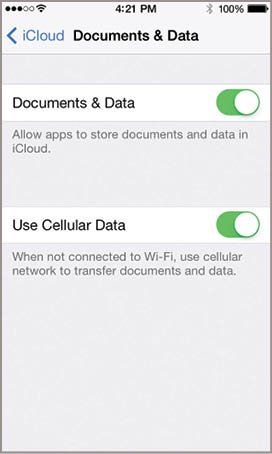 4:21 PM 100%
iCloud Documents & Data
Documents & Data
Allow apps to store documents and data in
iCloud.
Use Cellular Data
When not connected to Wi-Fi, use cellular
network to transfer documents and data.